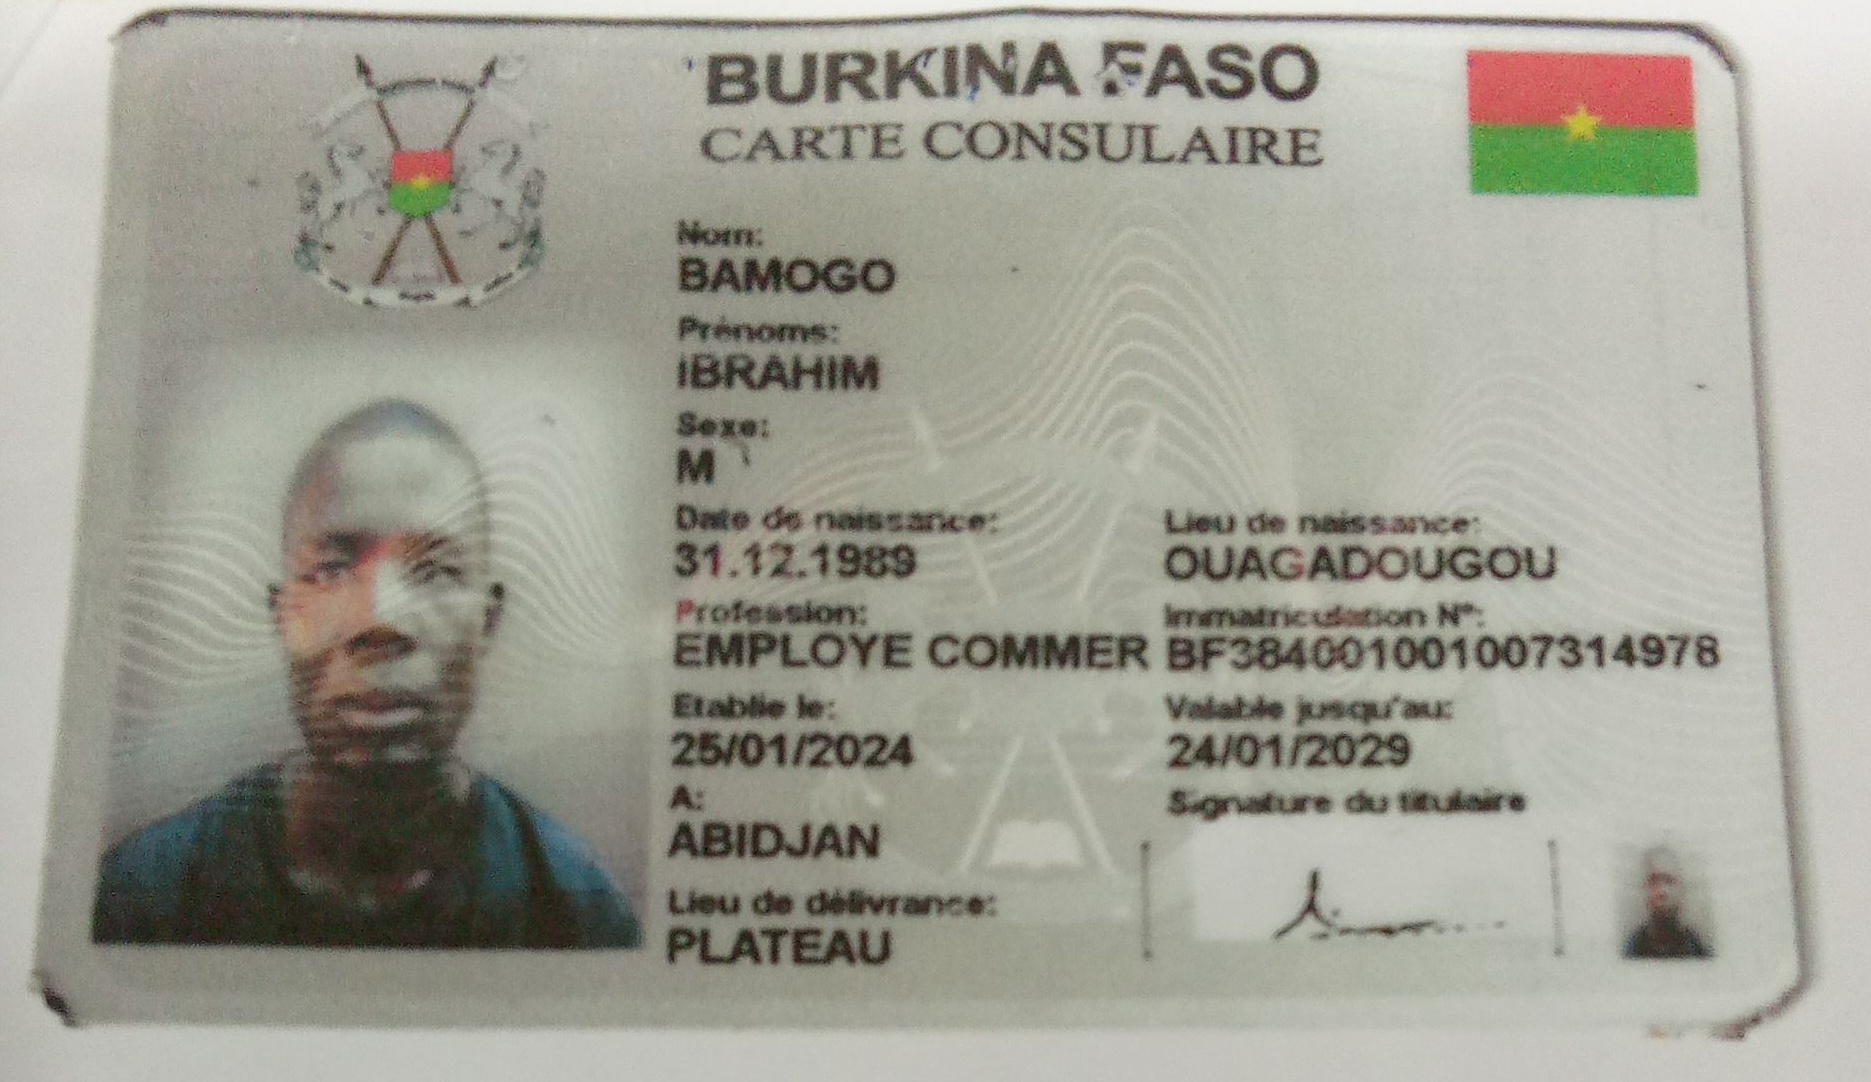 BURKINA FASO
CARTE CONSULAIRE
Nom:
BAMOGO
Prénoms:
IBRAHIM
Sexe:
M
Date de naissance:
31.12.1989
Lieu de naissance:
OUAGADOUGOU
Profession:
EMPLOYE COMMER
Immatriculation N°:
BF384001001007314978
Etablie le:
25/01/2024
Valable jusqu'au:
24/01/2029
A:
ABIDJAN
Signature du titulaire
Lieu de délivrance:
PLATEAU